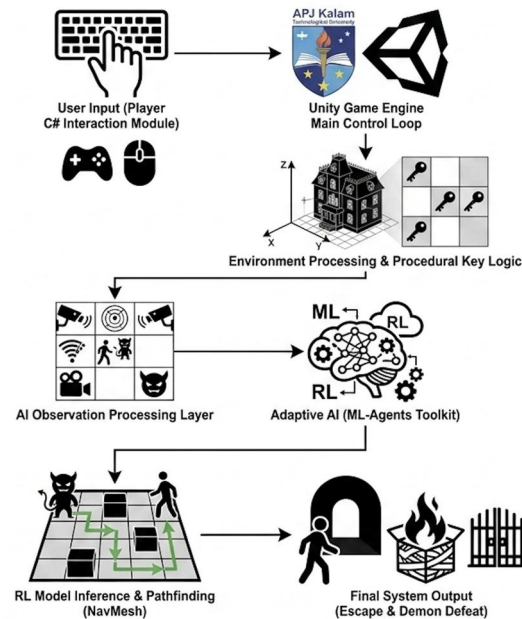 APJ Kalam
Technological University
User Input (Player
C# Interaction Module)
Unity Game Engine
Main Control Loop
Z
X
Y
Environment Processing & Procedural Key Logic
ML
RL
RL
AI Observation Processing Layer
Adaptive AI (ML-Agents Toolkit)
RL Model Inference & Pathfinding
(NavMesh)
Final System Output
(Escape & Demon Defeat)